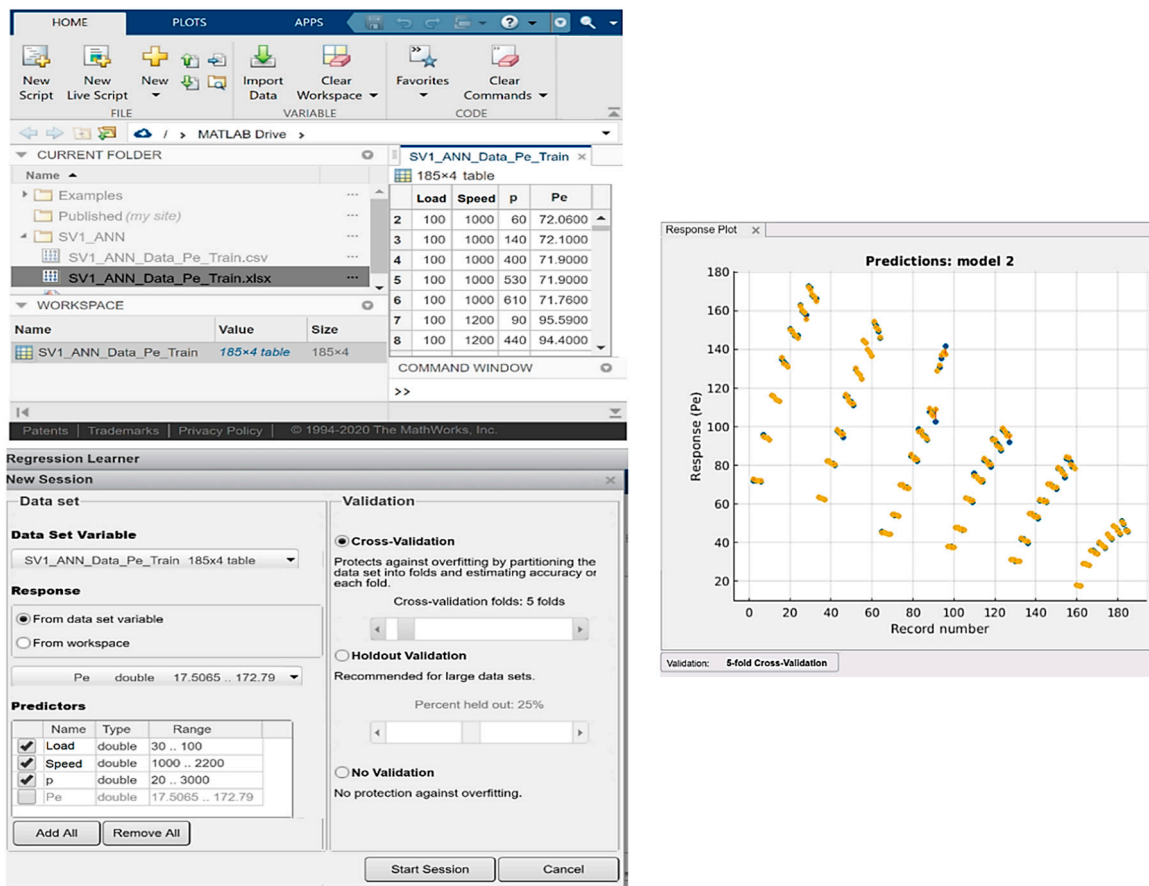 HOME PLOTS APPS
New Script
New Live Script
New
Import Data
Clear Workspace
Favorites
Clear Commands
FILE VARIABLE CODE
/ > MATLAB Drive >
CURRENT FOLDER
Name
Examples
Published (my site)
SV1_ANN
SV1_ANN_Data_Pe_Train.csv
SV1_ANN_Data_Pe_Train.xlsx
WORKSPACE
Name Value Size
SV1_ANN_Data_Pe_Train 185×4 table 185×4
SV1_ANN_Data_Pe_Train ×
185×4 table
Load Speed p Pe
2 100 1000 60 72.0600
3 100 1000 140 72.1000
4 100 1000 400 71.9000
5 100 1000 530 71.9000
6 100 1000 610 71.7600
7 100 1200 90 95.5900
8 100 1200 440 94.4000
COMMAND WINDOW
>>
Patents | Trademarks | Privacy Policy | © 1994-2020 The MathWorks, Inc.
Regression Learner
New Session
Data set
Data Set Variable
SV1_ANN_Data_Pe_Train 185x4 table
Response
From data set variable
From workspace
Pe double 17.5065 .. 172.79
Predictors
Name Type Range
Load double 30 .. 100
Speed double 1000 .. 2200
p double 20 .. 3000
Pe double 17.5065 .. 172.79
Add All Remove All
Validation
Cross-Validation
Protects against overfitting by partitioning the
data set into folds and estimating accuracy or
each fold.
Cross-validation folds: 5 folds
Holdout Validation
Recommended for large data sets.
Percent held out: 25%
No Validation
No protection against overfitting.
Start Session Cancel
Response Plot ×
Predictions: model 2
Response (Pe)
180
160
140
120
100
80
60
40
20
0 20 40 60 80 100 120 140 160 180
Record number
Validation: 5-fold Cross-Validation